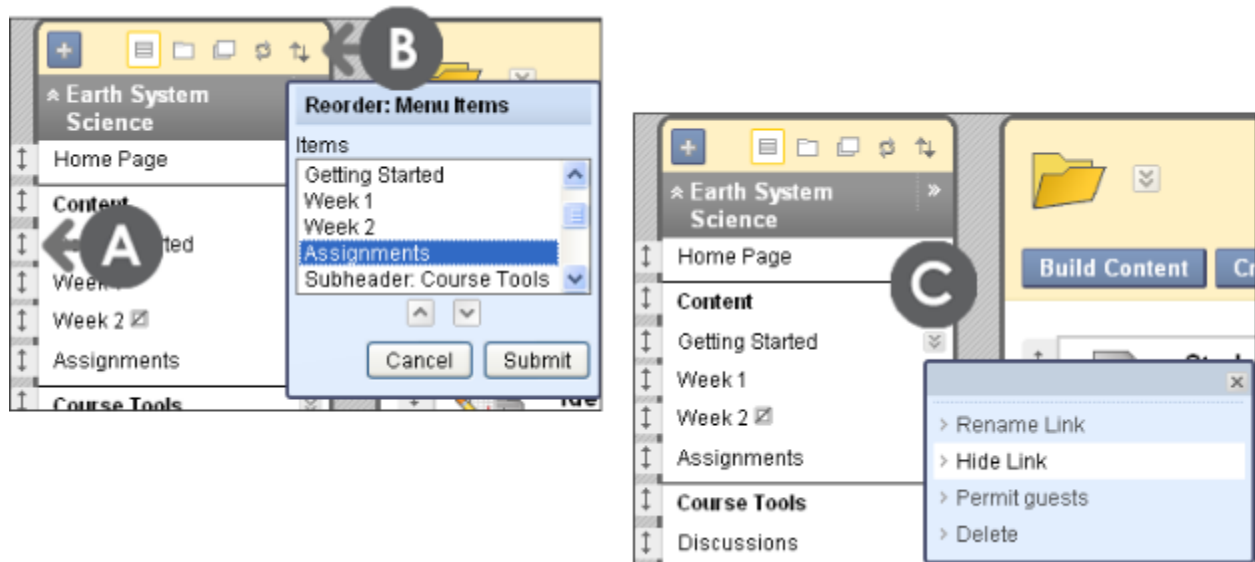 B
Earth System
Science
Home Page
Content
A
ted
Week 2
Assignments
Course Tools
Reorder: Menu Items
Items
Getting Started
Week 1
Week 2
Assignments
Subheader: Course Tools
Cancel Submit
Earth System
Science
Home Page
Content
Getting Started
Week 1
Week 2
Assignments
Course Tools
Discussions
C
Build Content
Rename Link
Hide Link
Permit guests
Delete